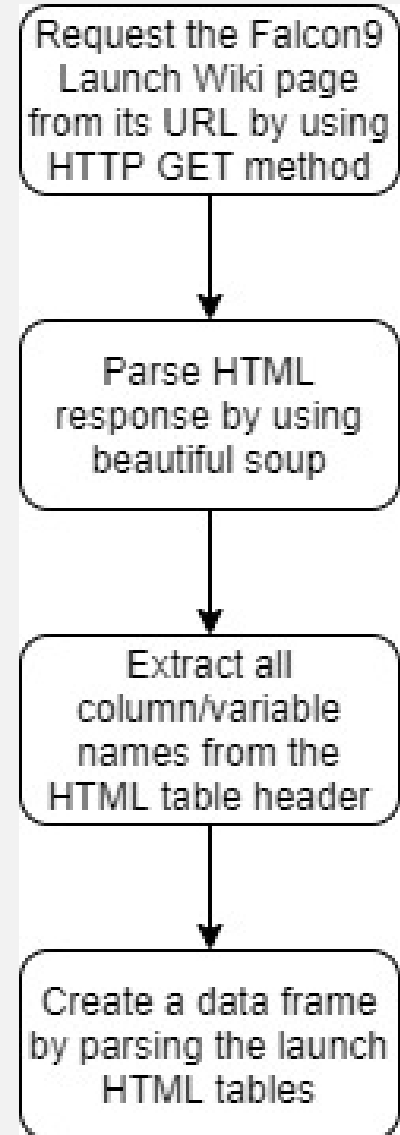 Request the Falcon9
Launch Wiki page
from its URL by using
HTTP GET method
Parse HTML
response by using
beautiful soup
Extract all
column/variable
names from the
HTML table header
Create a data frame
by parsing the launch
HTML tables